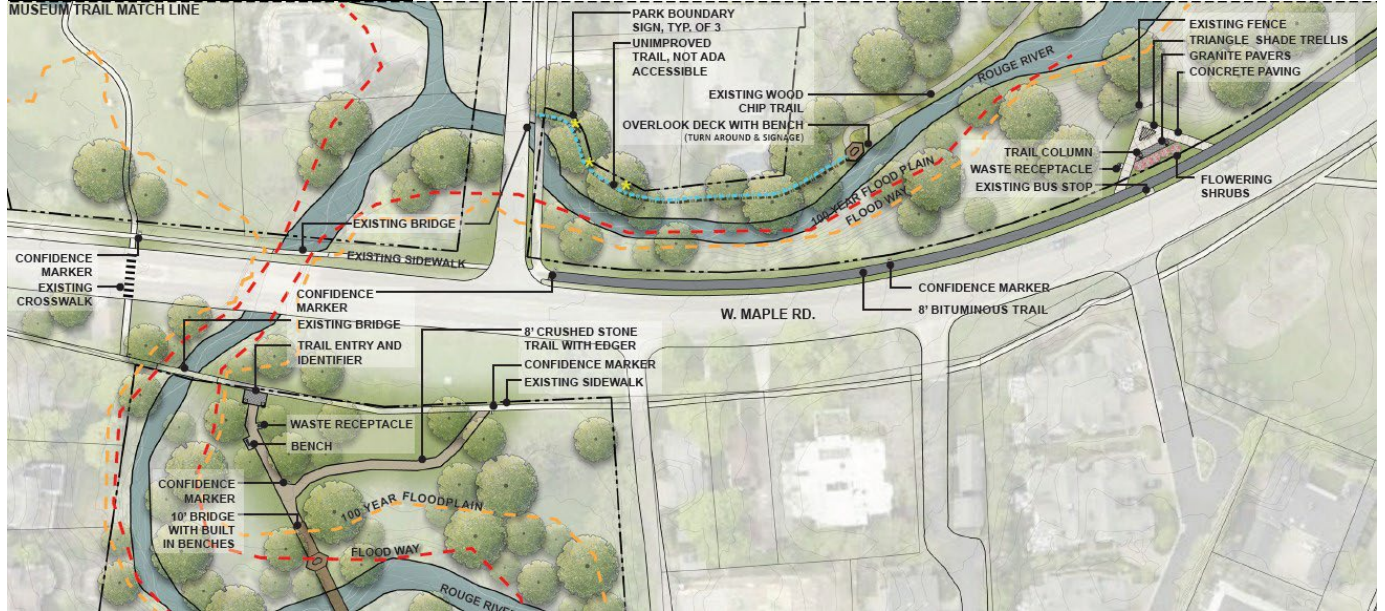 MUSEUM/TRAIL MATCH LINE
PARK BOUNDARY
SIGN, TYP. OF 3
UNIMPROVED
TRAIL, NOT ADA
ACCESSIBLE
EXISTING WOOD
CHIP TRAIL
OVERLOOK DECK WITH BENCH
(TURN AROUND & SIGNAGE)
ROUGE RIVER
EXISTING FENCE
TRIANGLE SHADE TRELLIS
GRANITE PAVERS
CONCRETE PAVING
TRAIL COLUMN
WASTE RECEPTACLE
EXISTING BUS STOP
FLOWERING
SHRUBS
100 YEAR FLOOD PLAIN
FLOOD WAY
EXISTING BRIDGE
EXISTING SIDEWALK
CONFIDENCE
MARKER
EXISTING
CROSSWALK
CONFIDENCE
MARKER
W. MAPLE RD.
CONFIDENCE MARKER
8' BITUMINOUS TRAIL
EXISTING BRIDGE
TRAIL ENTRY AND
IDENTIFIER
8' CRUSHED STONE
TRAIL WITH EDGER
CONFIDENCE MARKER
EXISTING SIDEWALK
WASTE RECEPTACLE
BENCH
CONFIDENCE
MARKER
10' BRIDGE
WITH BUILT
IN BENCHES
100 YEAR FLOODPLAIN
FLOOD WAY
ROUGE RIVER